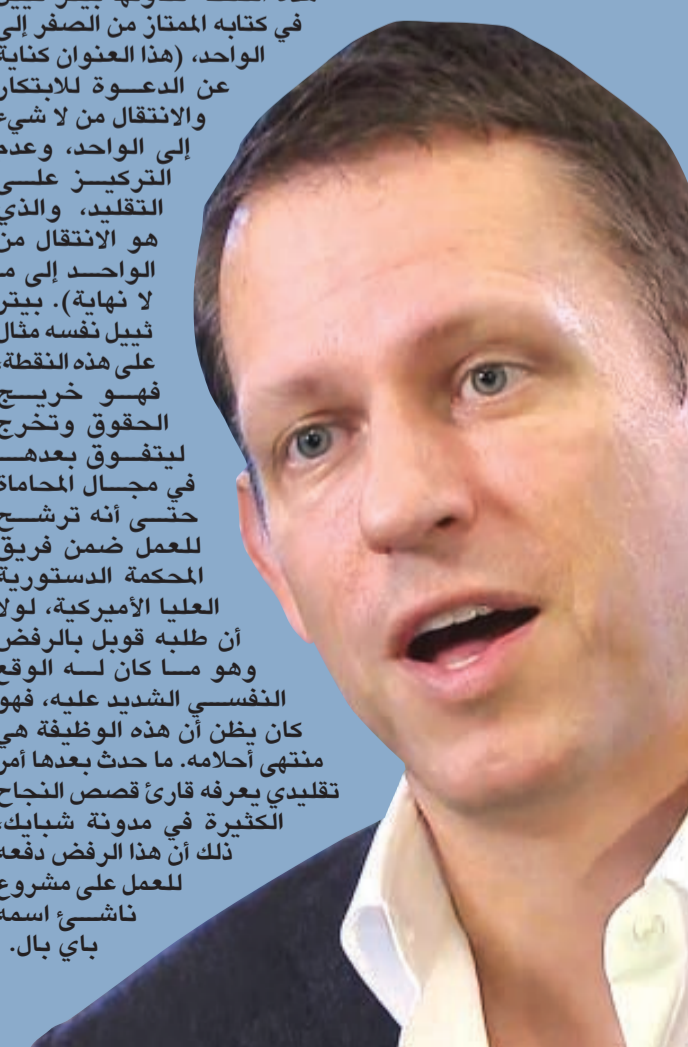 في كتابه الممتاز من الصفر إلى
الواحد، (هذا العنوان كناية
عن الدعوة للابتكار
والانتقال من لا شيء
إلى الواحد، وعدم
التركيز على
التقليد، والذي
هو الانتقال من
الواحد إلى م
لا نهاية). بيتر
ثييل نفسه مثال
على هذه النقطة،
فهو خريج
الحقوق وتخرج
ليتفوق بعدهـ
في مجال المحاماة
حتى أنه ترشح
للعمل ضمن فريق
المحكمة الدستورية
العليا الأميركية، لولا
أن طلبه قوبل بالرفض
وهو ما كان له الوقع
النفسي الشديد عليه، فهو
كان يظن أن هذه الوظيفة هي
منتهى أحلامه. ما حدث بعدها أمر
تقليدي يعرفه قارئ قصص النجاح
الكثيرة في مدونة شبايك،
ذلك أن هذا الرفض دفعه
للعمل على مشروع
ناشئ اسمه
باي بال.